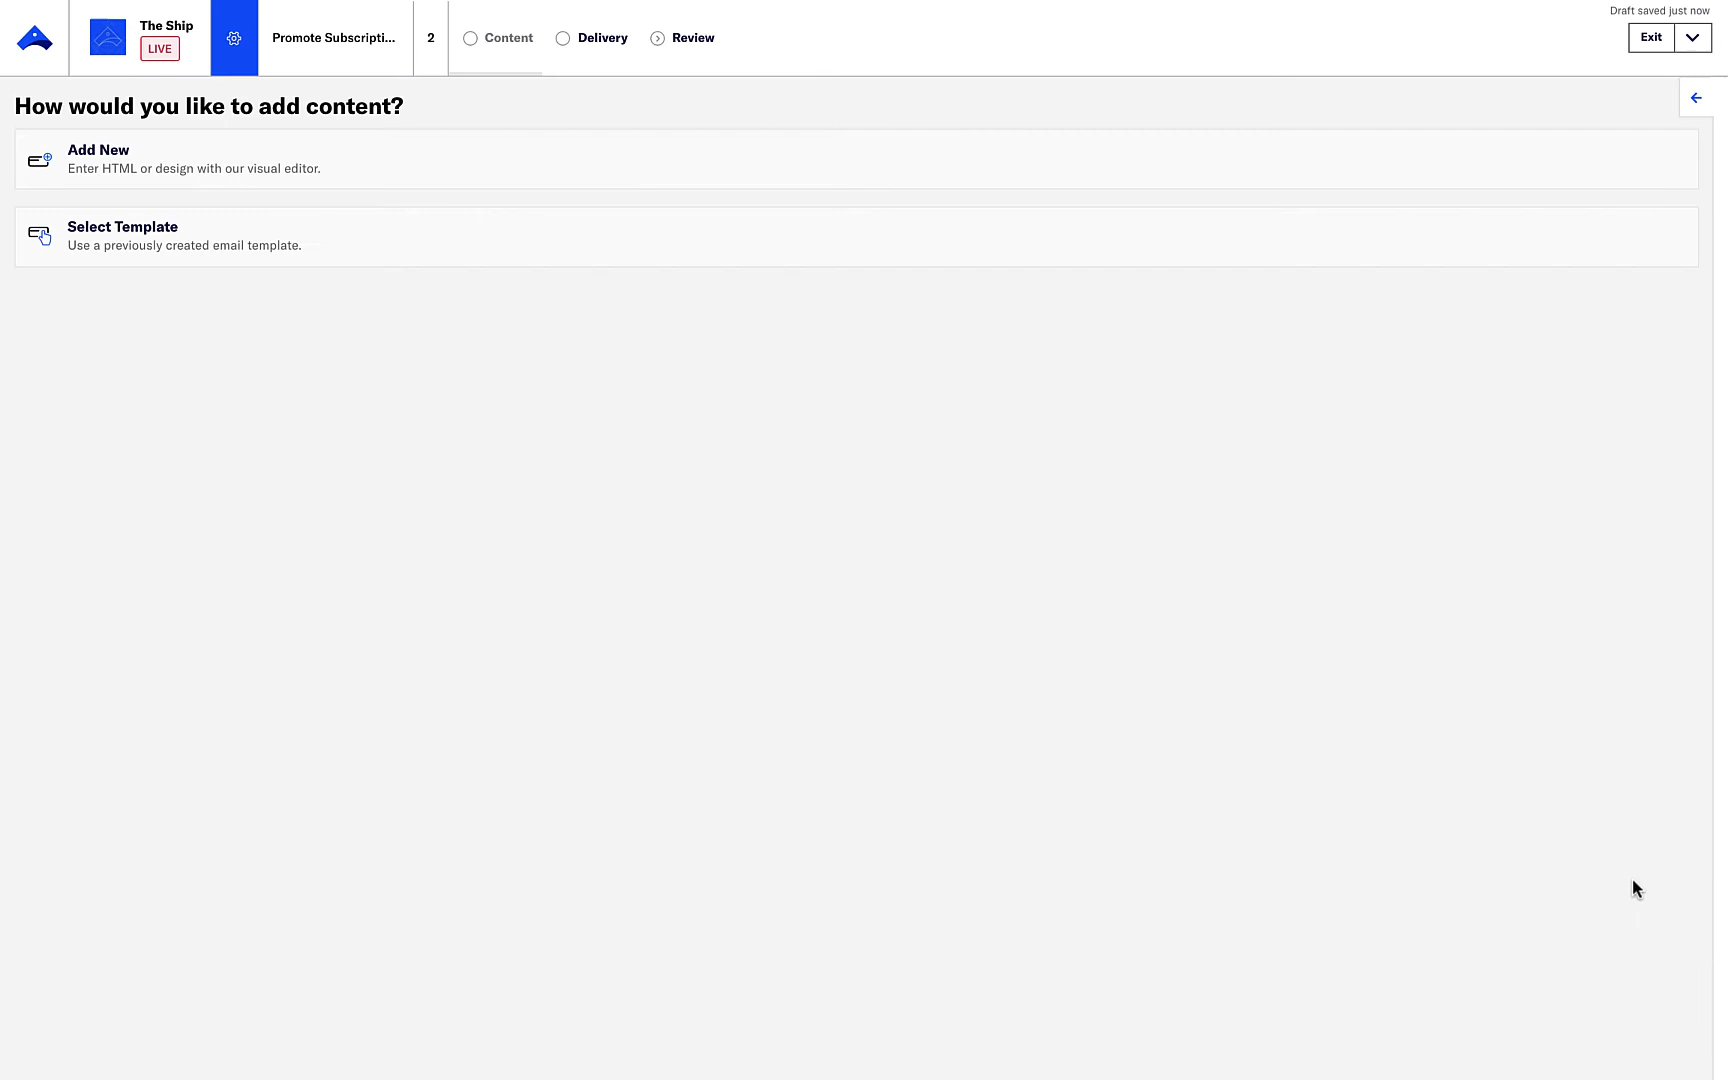 Draft saved just now
The Ship
LIVE
Promote Subscripti...
2
Content
Delivery
Review
Exit
How would you like to add content?
Add New
Enter HTML or design with our visual editor.
Select Template
Use a previously created email template.